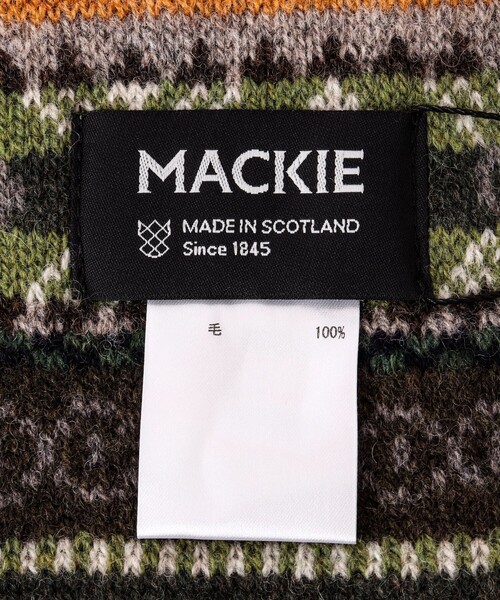 MACKIE
MADE IN SCOTLAND
Since 1845
毛 100%